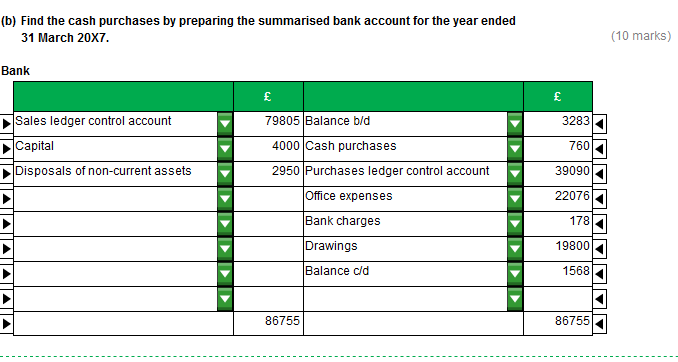 (b) Find the cash purchases by preparing the summarised bank account for the year ended
31 March 20X7.
(10 marks)
Bank
£ £
Sales ledger control account 79805 Balance b/d 3283
Capital 4000 Cash purchases 760
Disposals of non-current assets 2950 Purchases ledger control account 39090
Office expenses 22076
Bank charges 178
Drawings 19800
Balance c/d 1568
86755 86755